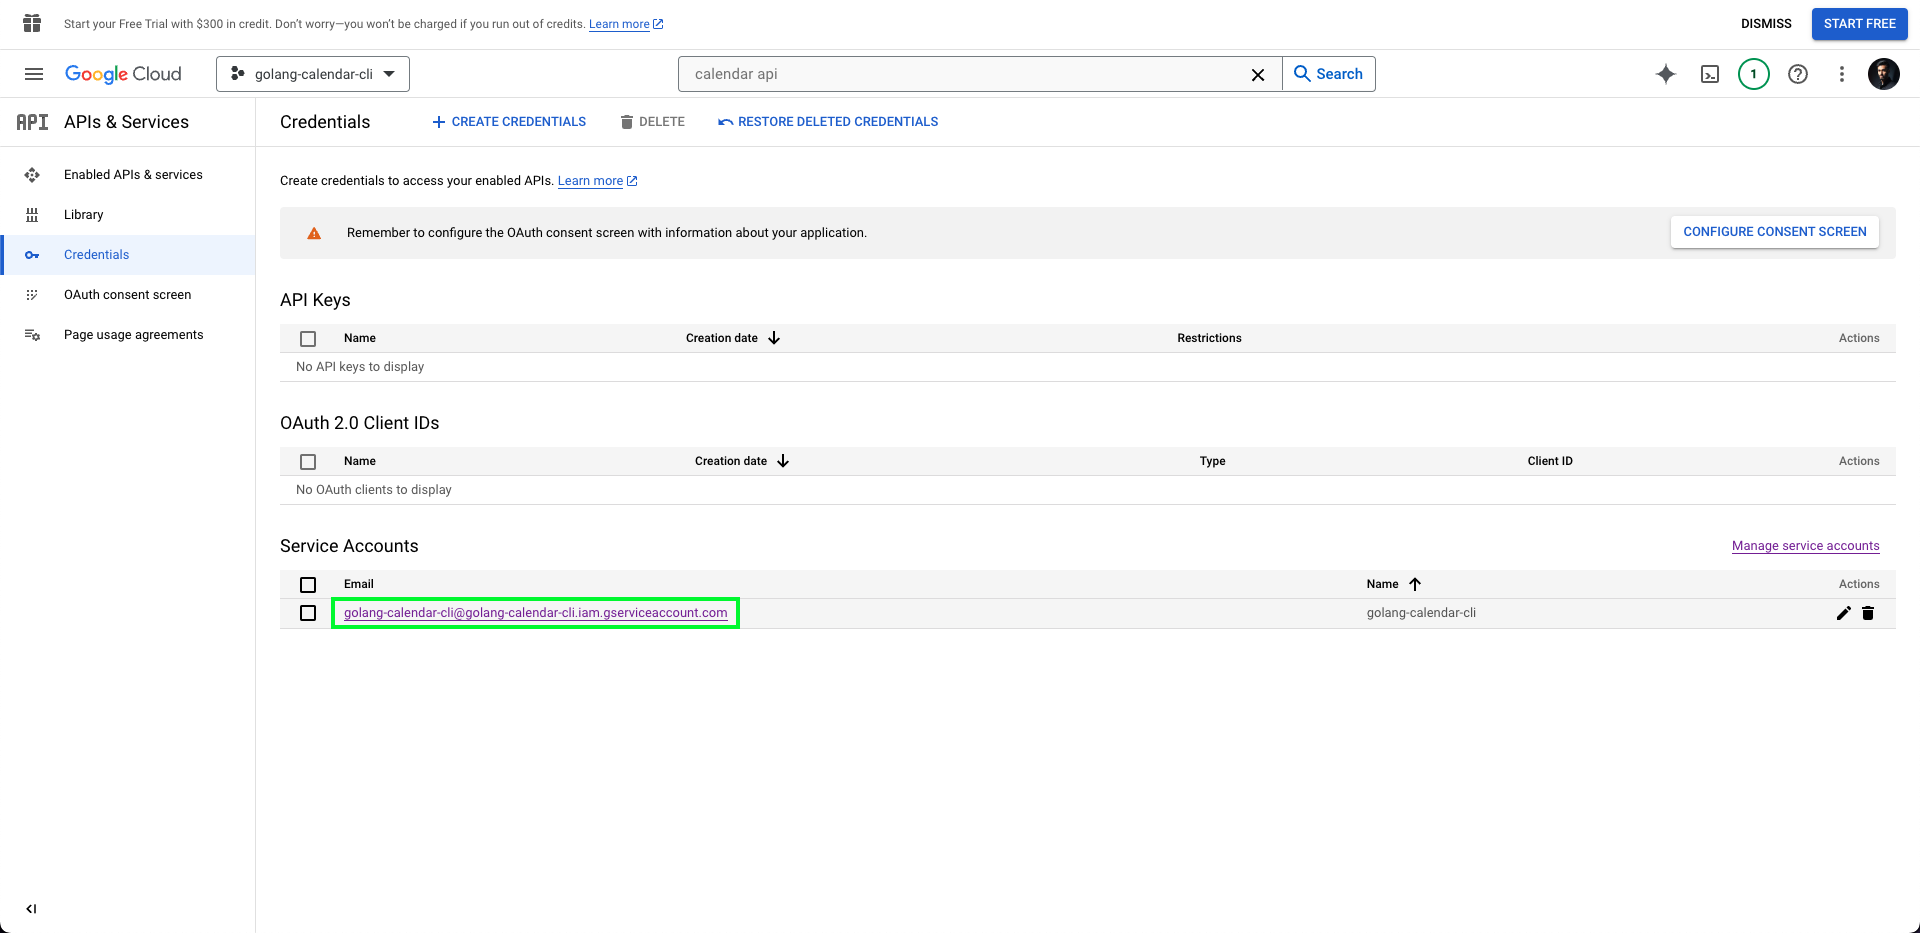 Start your Free Trial with $300 in credit. Don't worry—you won't be charged if you run out of credits. Learn more
DISMISS
START FREE
Google Cloud
golang-calendar-cli
calendar api
Search
1
API
APIs & Services
Credentials
CREATE CREDENTIALS
DELETE
RESTORE DELETED CREDENTIALS
Enabled APIs & services
Library
Credentials
OAuth consent screen
Page usage agreements
Create credentials to access your enabled APIs. Learn more
Remember to configure the OAuth consent screen with information about your application.
CONFIGURE CONSENT SCREEN
API Keys
Name Creation date Restrictions Actions
No API keys to display
OAuth 2.0 Client IDs
Name Creation date Type Client ID Actions
No OAuth clients to display
Service Accounts
Manage service accounts
Email Name Actions
golang-calendar-cli@golang-calendar-cli.iam.gserviceaccount.com golang-calendar-cli